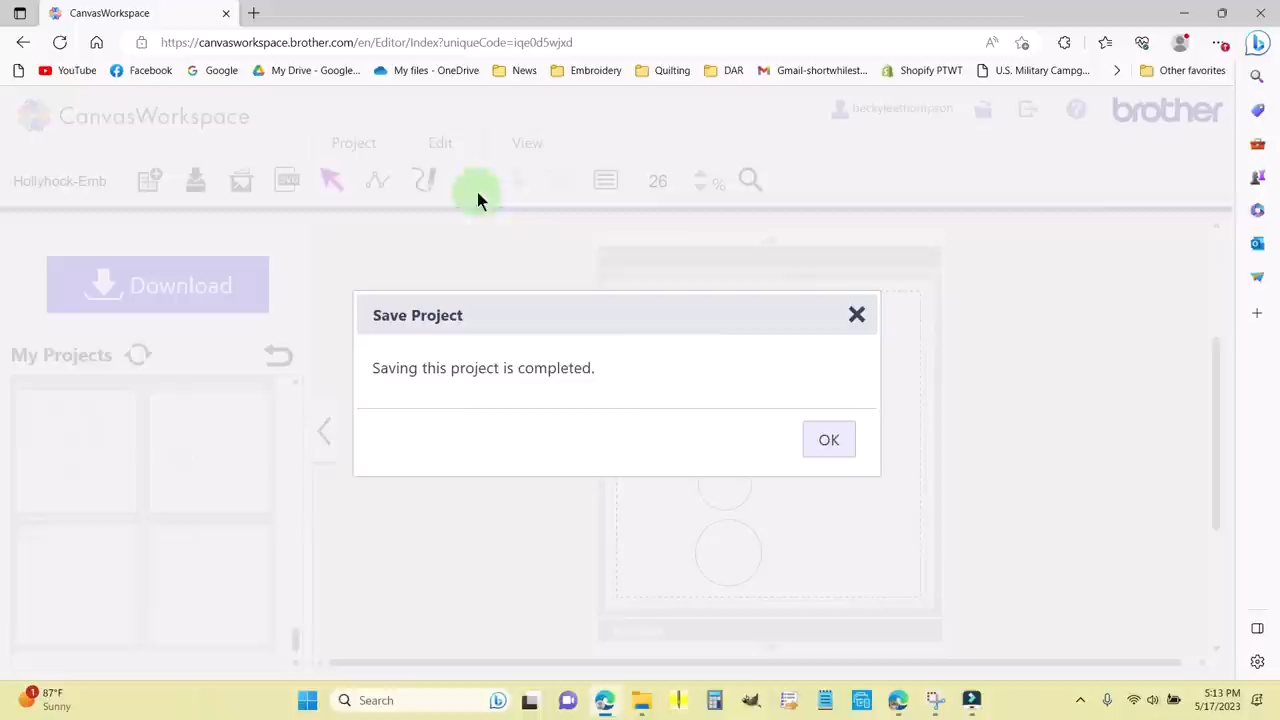 CanvasWorkspace
https://canvasworkspace.brother.com/en/Editor/Index?uniqueCode=iqe0d5wjxd
YouTube Facebook Google My Drive - Google... My files - OneDrive News Embroidery Quilting DAR Gmail-shortwhilest... Shopify PTWT U.S. Military Campg... Other favorites
CanvasWorkspace
beckyleethompson
brother
Project Edit View
Hollyhock-Emb
SVG
26 %
Download
My Projects
Save Project
Saving this project is completed.
OK
1
87°F
Sunny
Search
5:13 PM
5/17/2023